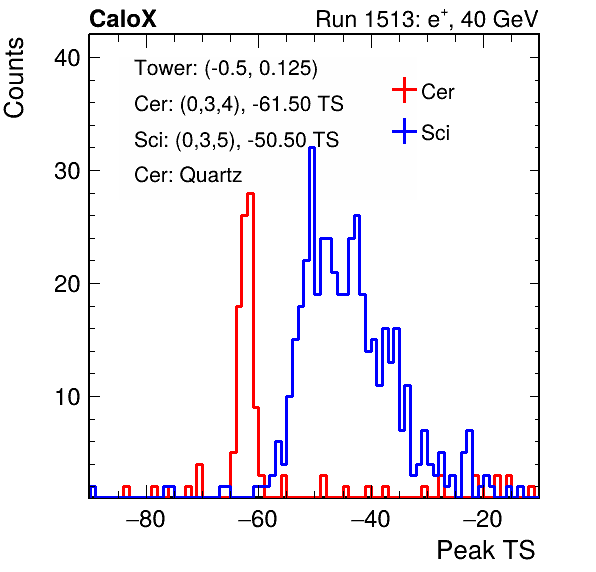 CaloX Run 1513: e⁺, 40 GeV
Counts
40
30
20
10
Tower: (-0.5, 0.125)
Cer: (0,3,4), -61.50 TS
Sci: (0,3,5), -50.50 TS
Cer: Quartz
Cer
Sci
−80 −60 −40 −20
Peak TS